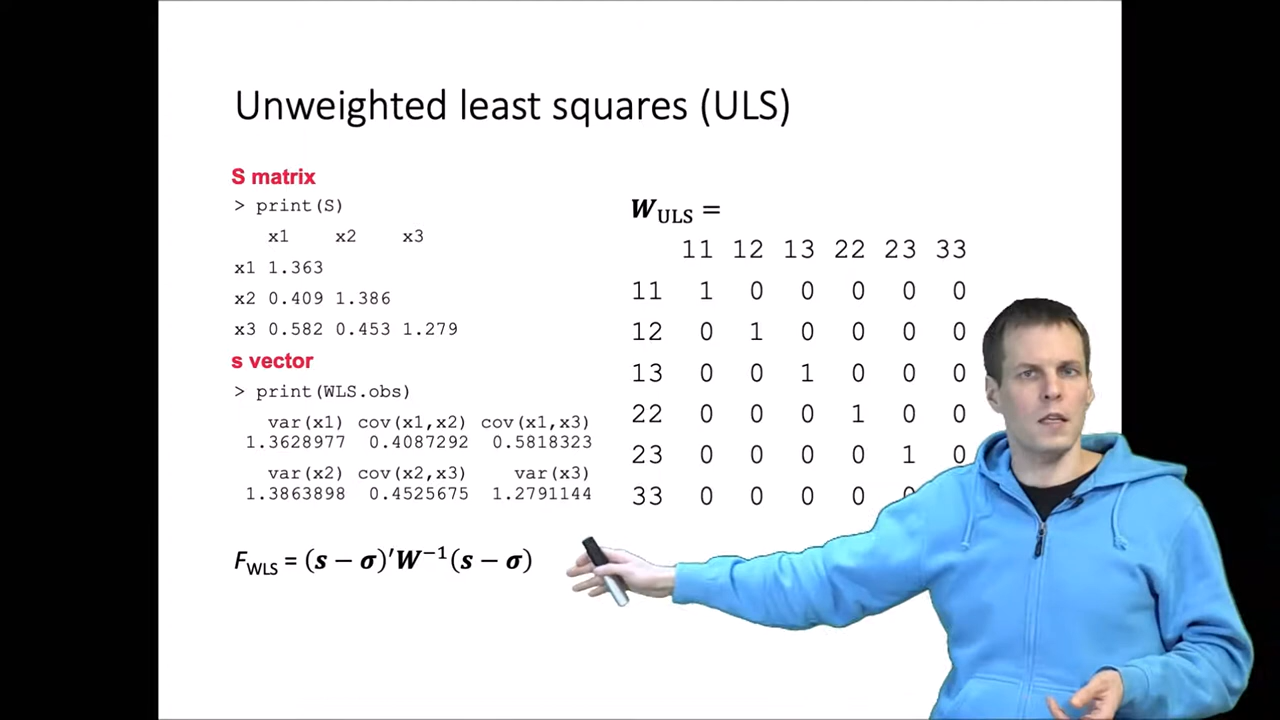 Unweighted least squares (ULS)
S matrix
> print(S)
x1 x2 x3
x1 1.363
x2 0.409 1.386
x3 0.582 0.453 1.279
s vector
> print(WLS.obs)
var(x1) cov(x1,x2) cov(x1,x3)
1.3628977 0.4087292 0.5818323
var(x2) cov(x2,x3) var(x3)
1.3863898 0.4525675 1.2791144
F_WLS = (s − σ)′W⁻¹(s − σ)
W_ULS =
11 12 13 22 23 33
11 1 0 0 0 0 0
12 0 1 0 0 0 0
13 0 0 1 0 0 0
22 0 0 0 1 0 0
23 0 0 0 0 1 0
33 0 0 0 0